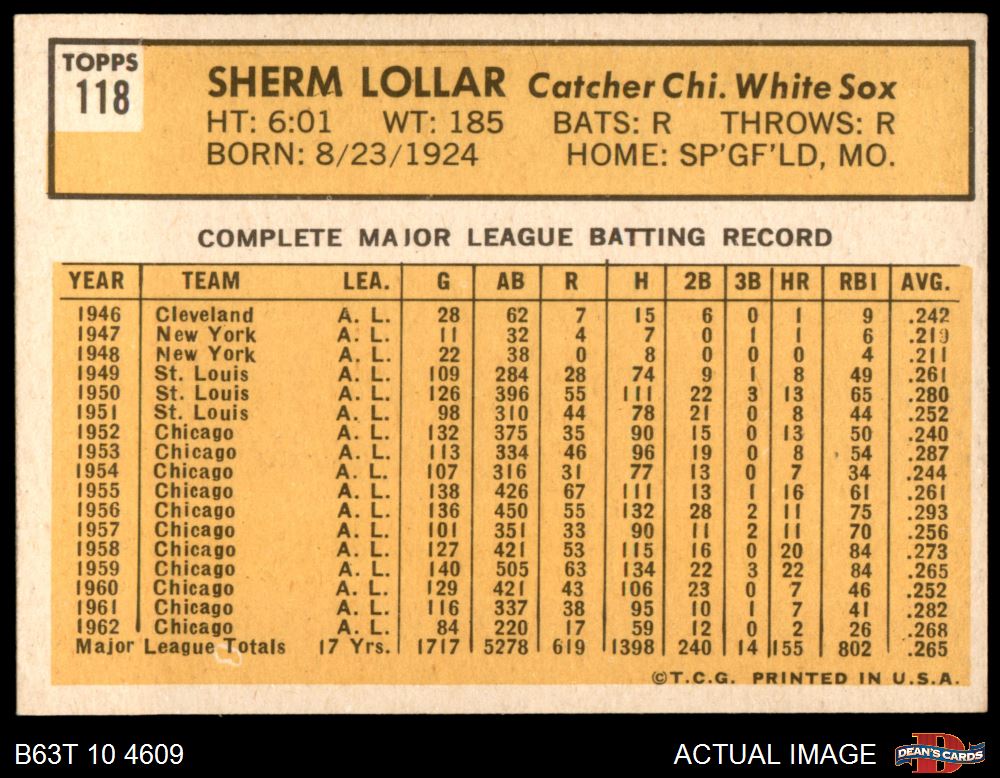 TOPPS
118
SHERM LOLLAR Catcher Chi. White Sox
HT: 6:01 WT: 185 BATS: R THROWS: R
BORN: 8/23/1924 HOME: SP'GF'LD, MO.
COMPLETE MAJOR LEAGUE BATTING RECORD
YEAR TEAM LEA. G AB R H 2B 3B HR RBI AVG.
1946 Cleveland A. L. 28 62 7 15 6 0 1 9 .242
1947 New York A. L. 11 32 4 7 0 1 1 6 .219
1948 New York A. L. 22 38 0 8 0 0 0 4 .211
1949 St. Louis A. L. 109 284 28 74 9 1 8 49 .261
1950 St. Louis A. L. 126 396 55 111 22 3 13 65 .280
1951 St. Louis A. L. 98 310 44 78 21 0 8 44 .252
1952 Chicago A. L. 132 375 35 90 15 0 13 50 .240
1953 Chicago A. L. 113 334 46 96 19 0 8 54 .287
1954 Chicago A. L. 107 316 31 77 13 0 7 34 .244
1955 Chicago A. L. 138 426 67 111 13 1 16 61 .261
1956 Chicago A. L. 136 450 55 132 28 2 11 75 .293
1957 Chicago A. L. 101 351 33 90 11 2 11 70 .256
1958 Chicago A. L. 127 421 53 115 16 0 20 84 .273
1959 Chicago A. L. 140 505 63 134 22 3 22 84 .265
1960 Chicago A. L. 129 421 43 106 23 0 7 46 .252
1961 Chicago A. L. 116 337 38 95 10 1 7 41 .282
1962 Chicago A. L. 84 220 17 59 12 0 2 26 .268
Major League Totals 17 Yrs. 1717 5278 619 1398 240 14 155 802 .265
©T.C.G. PRINTED IN U.S.A.
B63T 10 4609 ACTUAL IMAGE DEAN'S CARDS